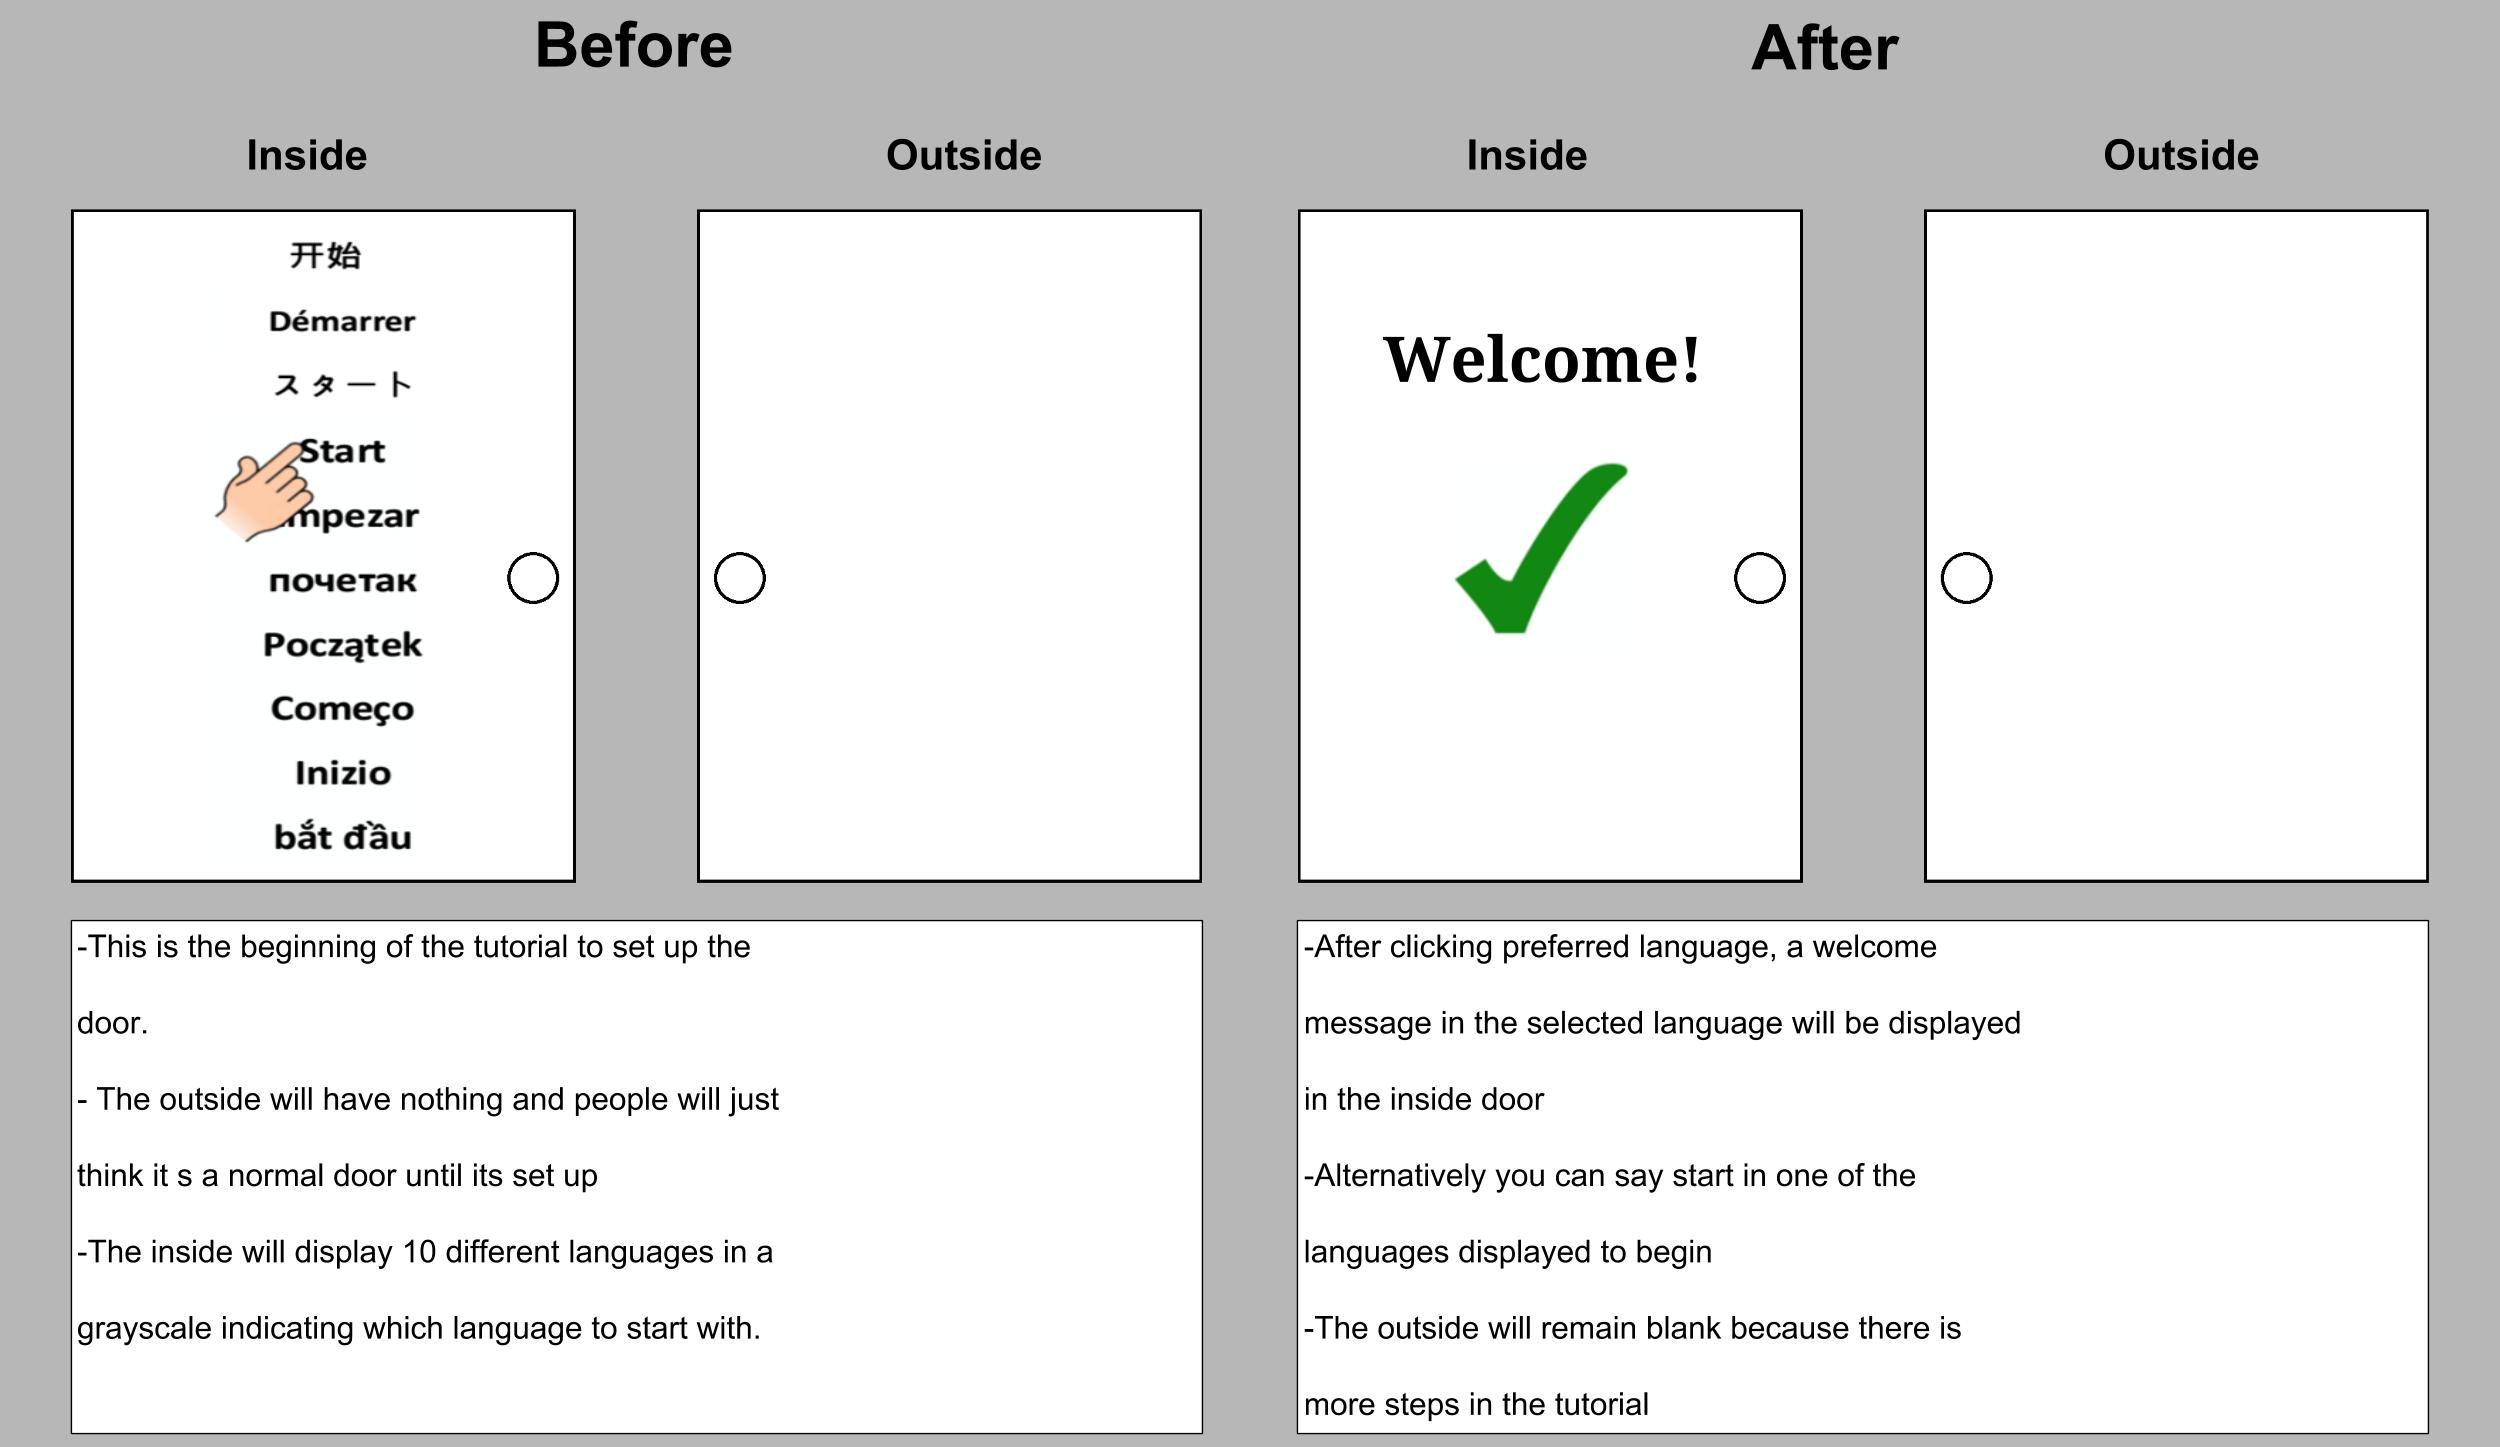 Before
After
Inside
Outside
Inside
Outside
开始
Démarrer
スタート
Start
mpezar
почетак
Początek
Começo
Inizio
bắt đầu
Welcome!
-This is the beginning of the tutorial to set up the
door.
- The outside will have nothing and people will just
think it s a normal door until its set up
-The inside will display 10 different languages in a
grayscale indicating which language to start with.
-After clicking preferred language, a welcome
message in the selected language will be displayed
in the inside door
-Alternatively you can say start in one of the
languages displayed to begin
-The outside will remain blank because there is
more steps in the tutorial